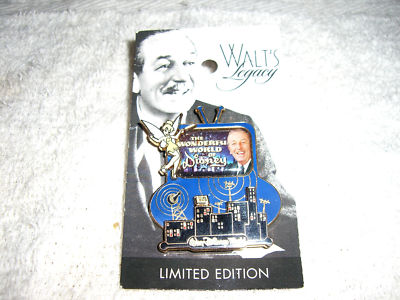 WALT'S
Legacy
THE
WONDERFUL
WORLD
OF
Disney
LIMITED EDITION